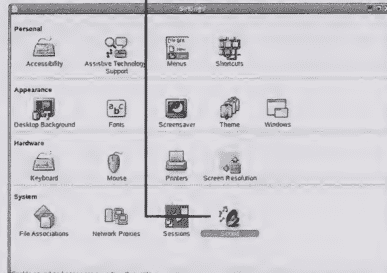 Settings
Personal
Accessibility
Assistive Technology
Support
Menus
Shortcuts
Appearance
Desktop Background
Fonts
Screensaver
Theme
Windows
Hardware
Keyboard
Mouse
Printers
Screen Resolution
System
File Associations
Network Proxies
Sessions
Sound